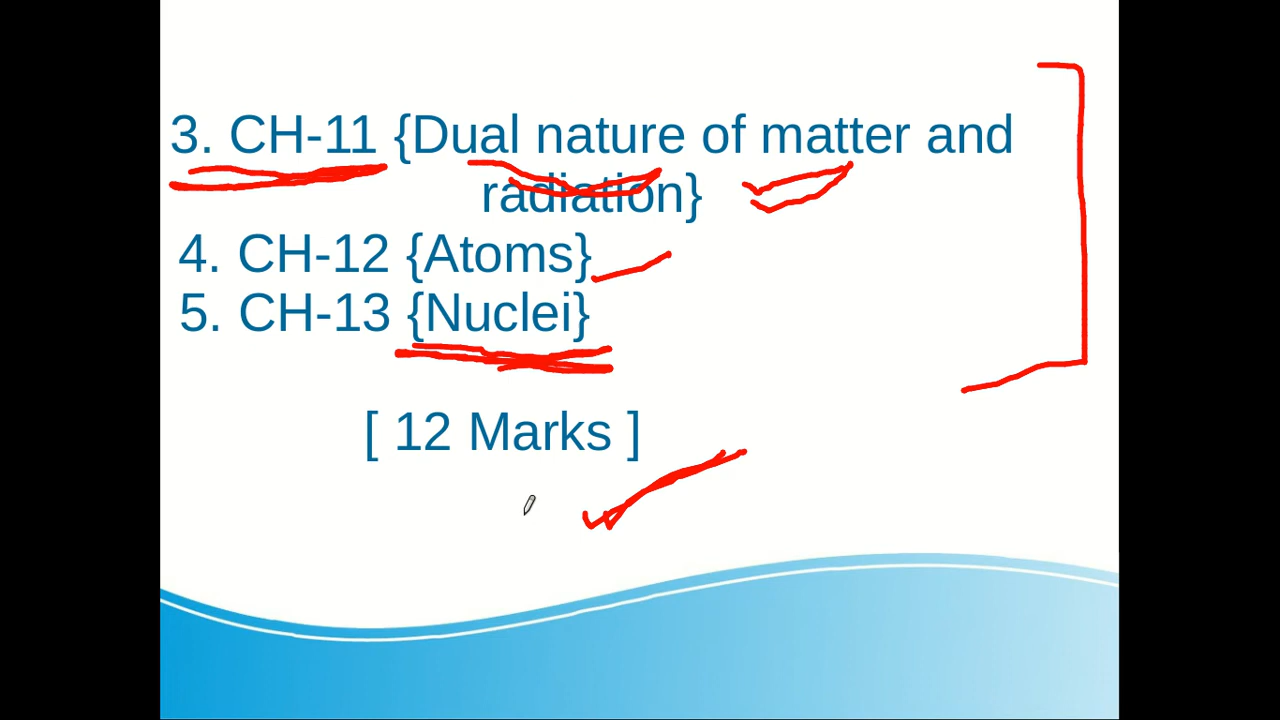 3. CH-11 {Dual nature of matter and
radiation}
4. CH-12 {Atoms}
5. CH-13 {Nuclei}
[ 12 Marks ]